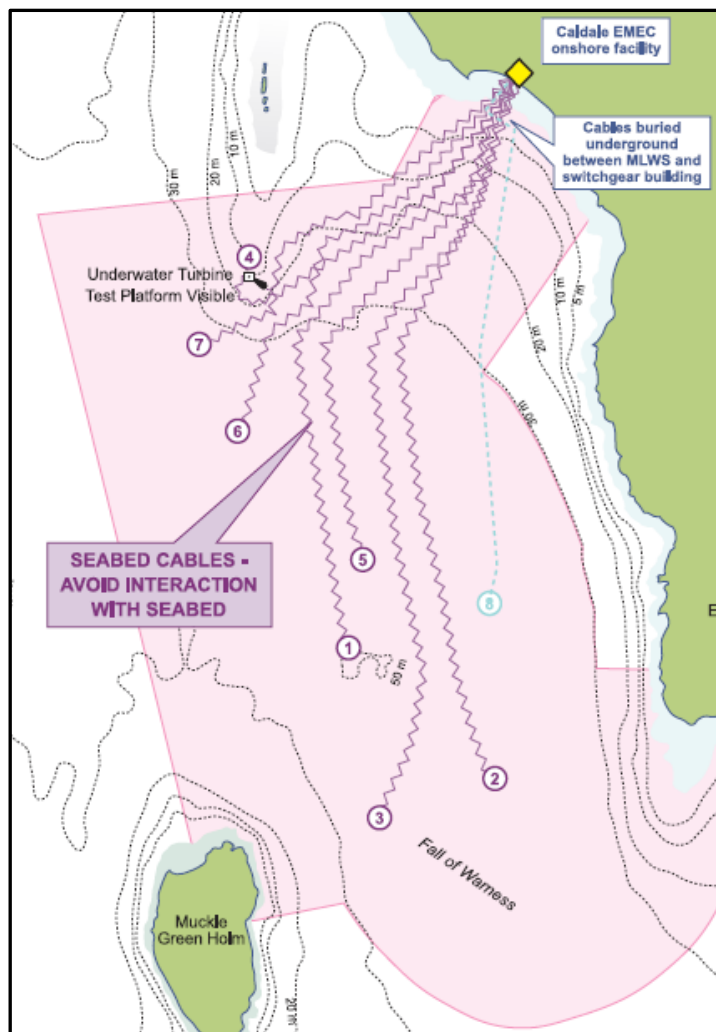 Caldale EMEC
onshore facility
Cables buried
underground
between MLWS and
switchgear building
10 m
20 m
30 m
4
Underwater Turbine
Test Platform Visible
7
6
10 m
5 m
20 m
30 m
SEABED CABLES -
AVOID INTERACTION
WITH SEABED
5
8
1
50 m
E
2
3
Fall of Warness
Muckle
Green Holm
20 m